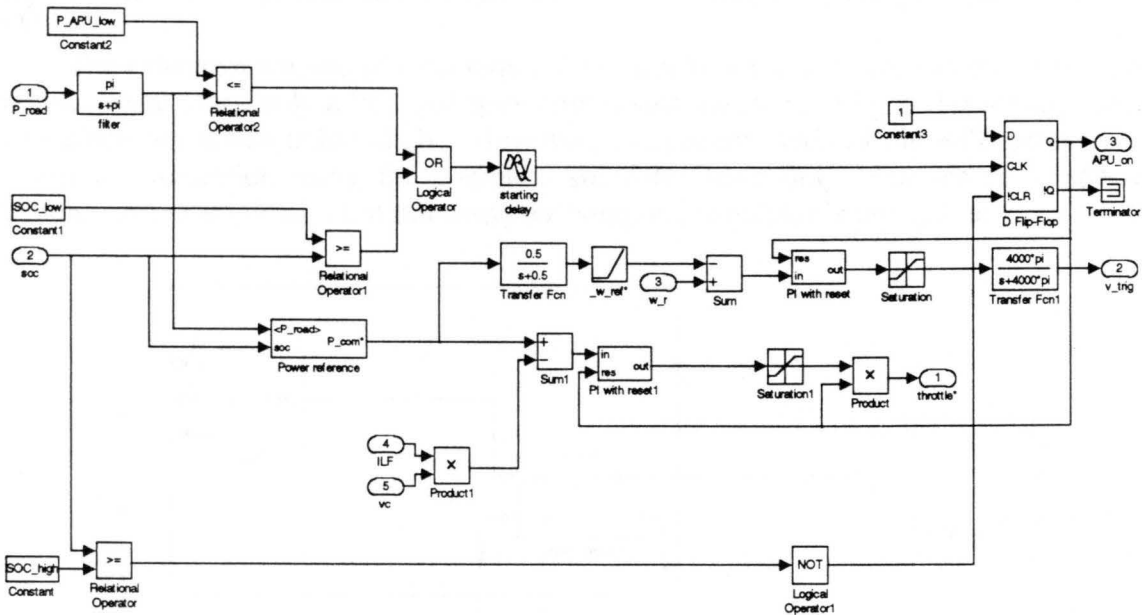 P_APU_low
Constant2
1
P_road
pi
s+pi
filter
<=
Relational
Operator2
OR
Logical
Operator
starting
delay
1
Constant3
D
CLK
!CLR
Q
!Q
D Flip-Flop
3
APU_on
Terminator
SOC_low
Constant1
2
soc
>=
Relational
Operator1
0.5
s+0.5
Transfer Fcn
_w_ref*
3
w_r
−
+
Sum
res
in
out
PI with reset
Saturation
4000*pi
s+4000*pi
Transfer Fcn1
2
v_trig
<P_road>
soc
P_com*
Power reference
+
−
Sum1
in
res
out
PI with reset1
Saturation1
×
Product
1
throttle*
4
ILF
5
vc
×
Product1
SOC_high
Constant
>=
Relational
Operator
NOT
Logical
Operator1